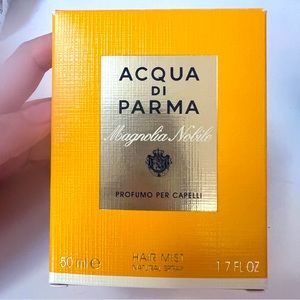 ACQUA
DI
PARMA
Magnolia Nobile
PROFUMO PER CAPELLI
HAIR MIST
NATURAL SPRAY
50 ml ℮
1.7 FL OZ